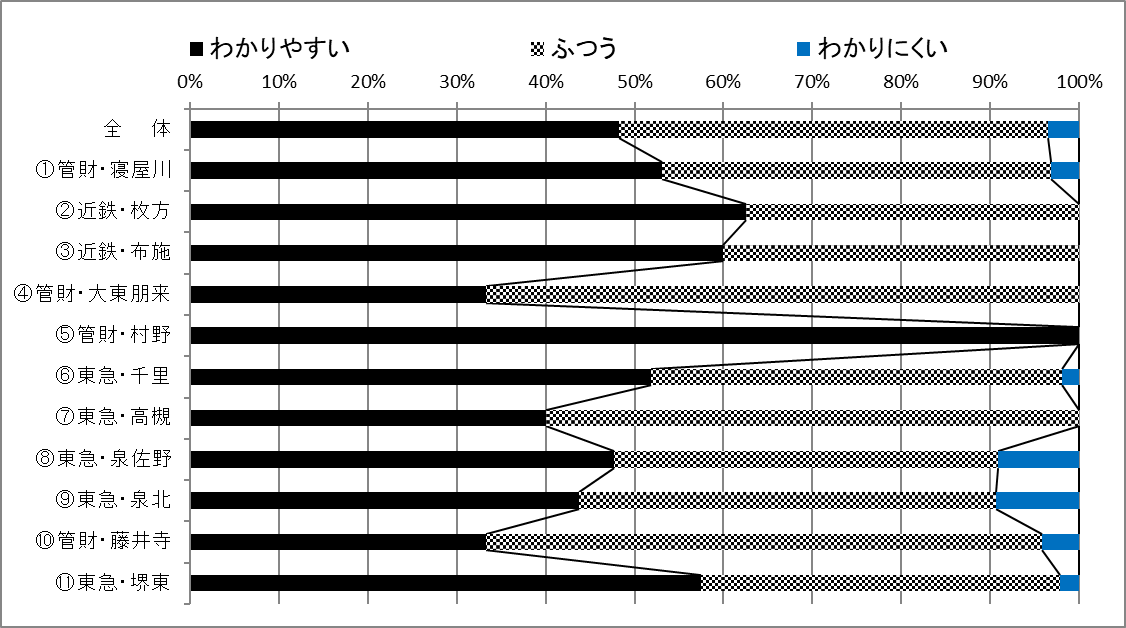 わかりやすい ふつう わかりにくい
0% 10% 20% 30% 40% 50% 60% 70% 80% 90% 100%
全 体
①管財・寝屋川
②近鉄・枚方
③近鉄・布施
④管財・大東朋来
⑤管財・村野
⑥東急・千里
⑦東急・高槻
⑧東急・泉佐野
⑨東急・泉北
⑩管財・藤井寺
⑪東急・堺東